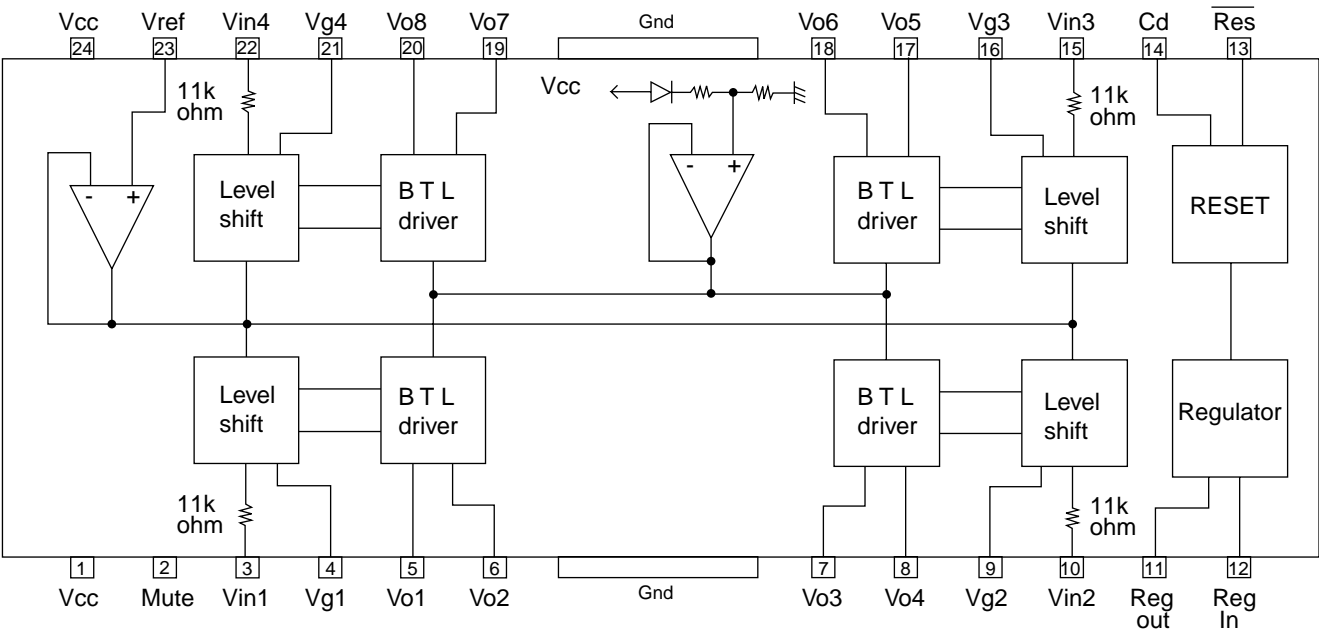 Vcc Vref Vin4 Vg4 Vo8 Vo7 Gnd Vo6 Vo5 Vg3 Vin3 Cd Res
24 23 22 21 20 19 18 17 16 15 14 13
11k
ohm
Vcc
11k
ohm
- +
Level
shift
B T L
driver
- +
B T L
driver
Level
shift
RESET
Level
shift
B T L
driver
B T L
driver
Level
shift
Regulator
11k
ohm
11k
ohm
1 2 3 4 5 6 7 8 9 10 11 12
Vcc Mute Vin1 Vg1 Vo1 Vo2 Gnd Vo3 Vo4 Vg2 Vin2 Reg Reg
out In